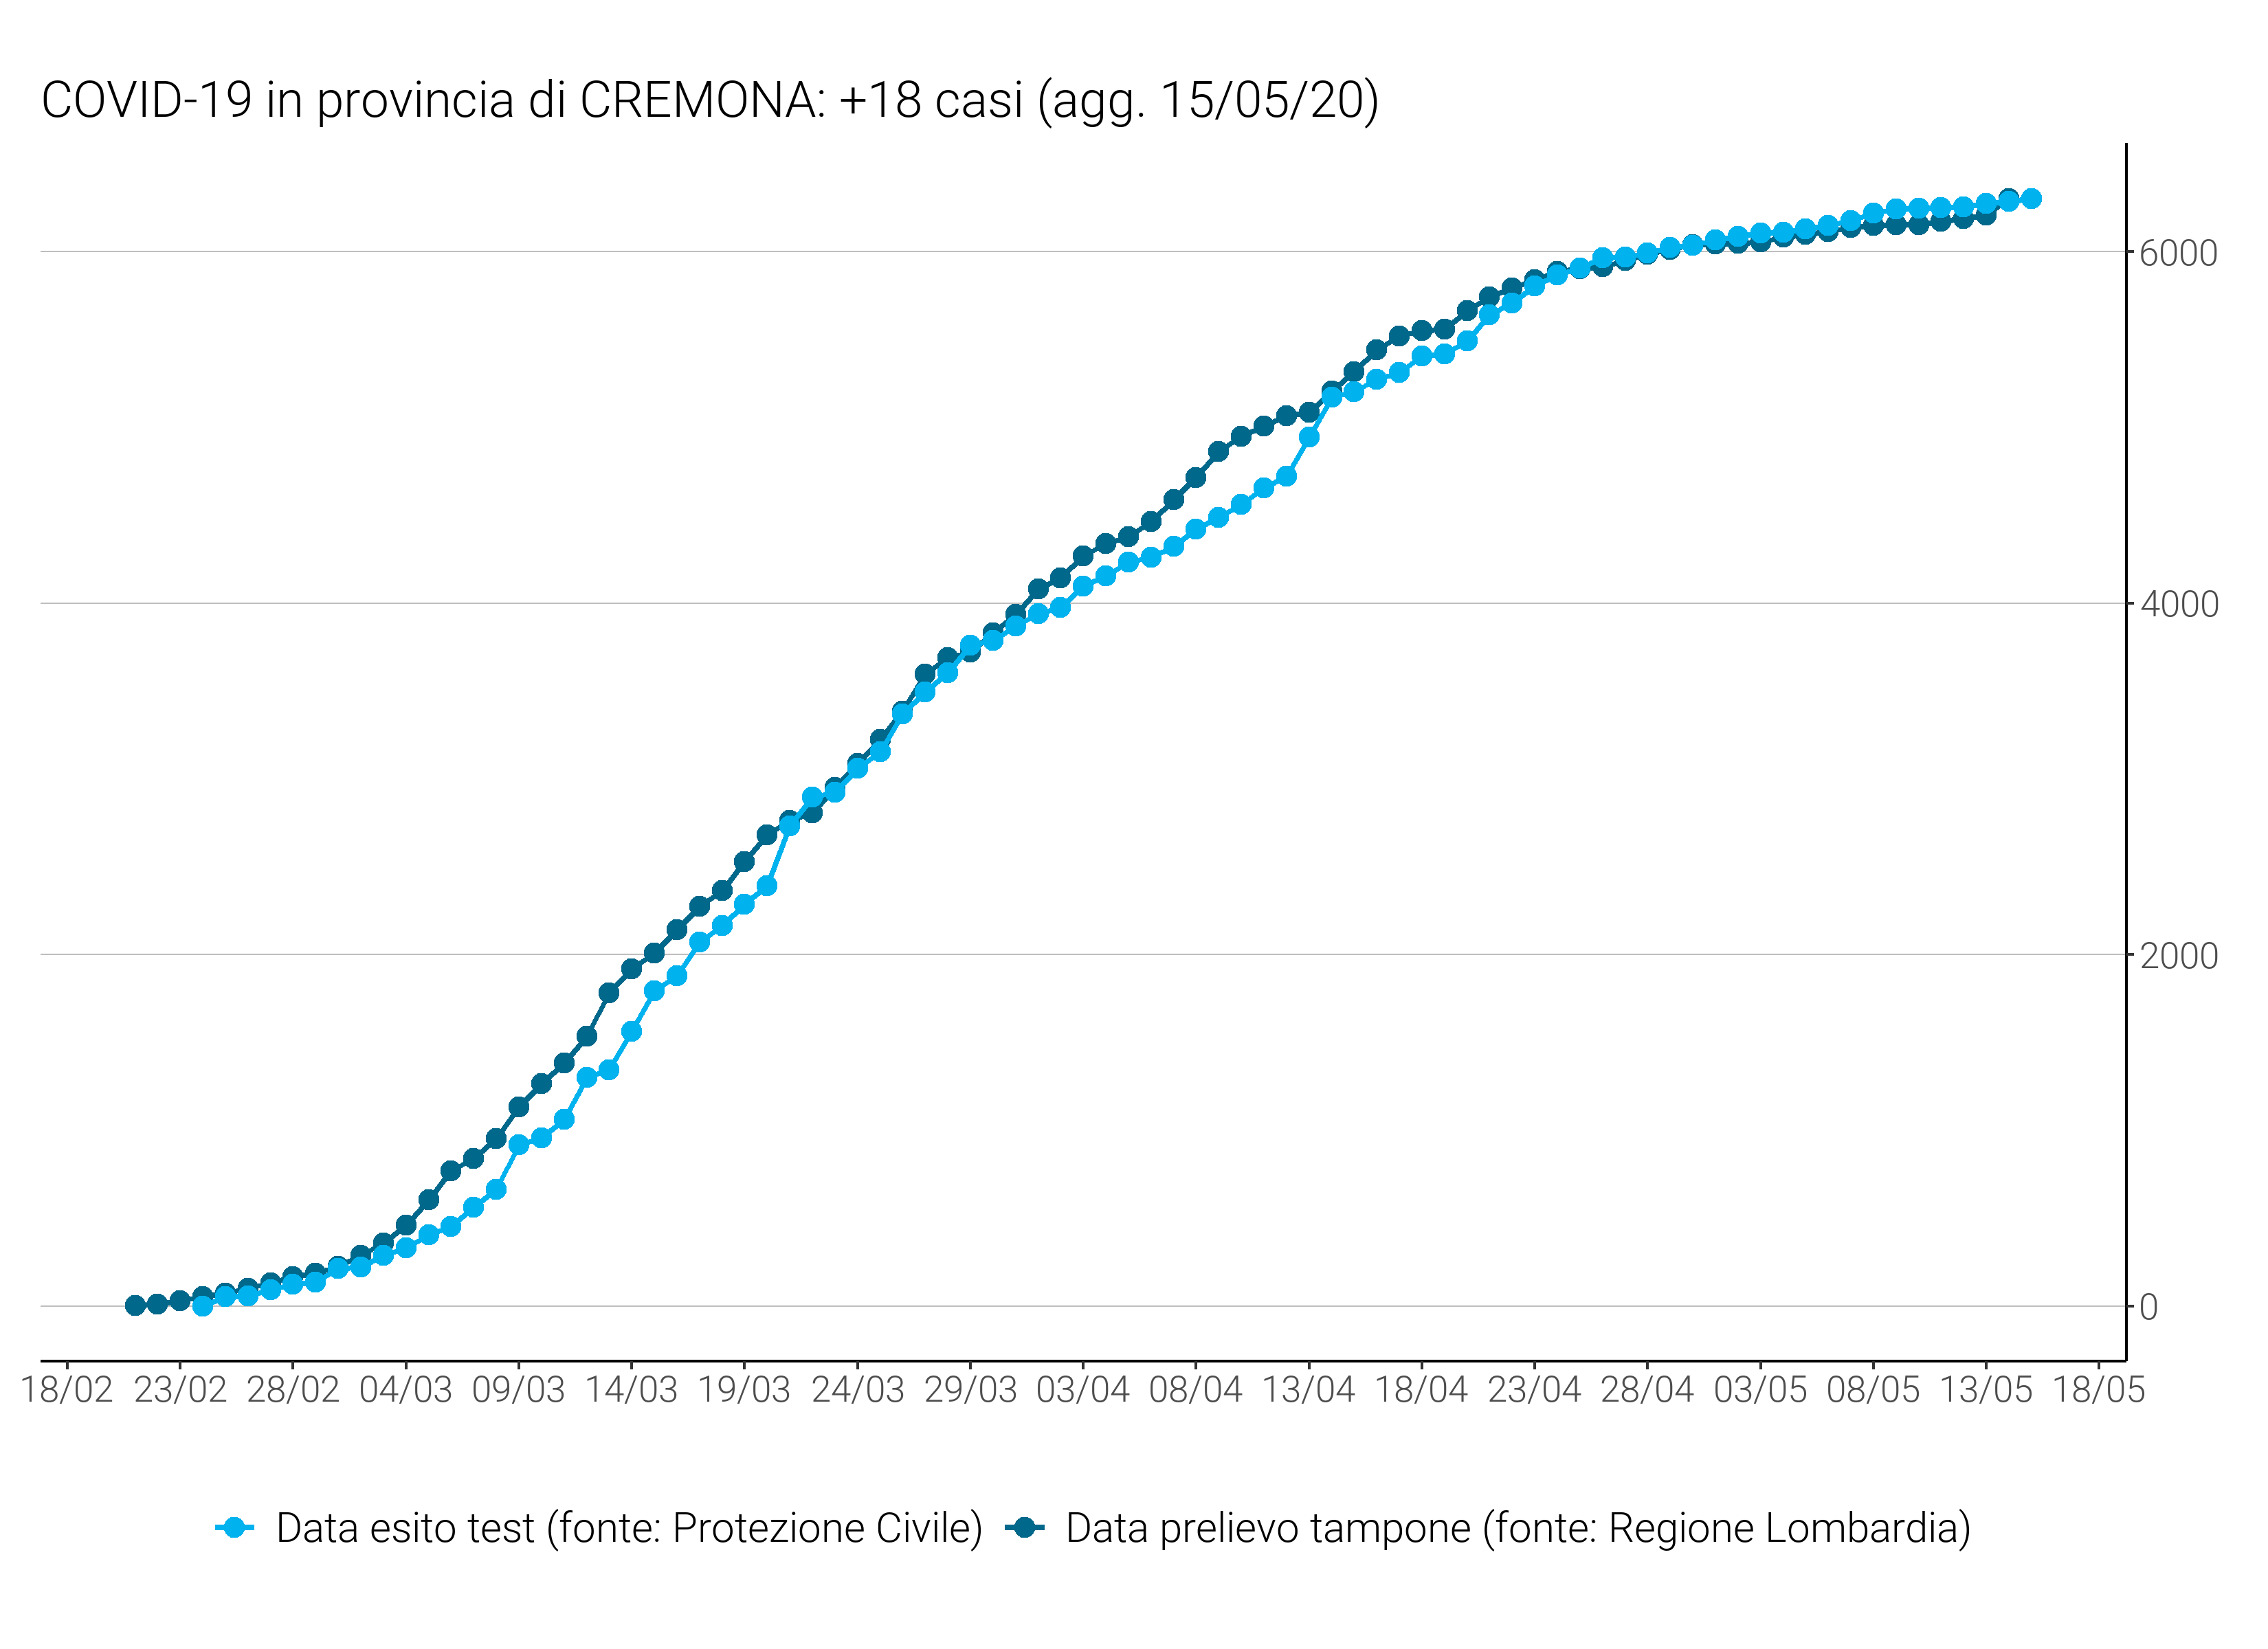 COVID-19 in provincia di CREMONA: +18 casi (agg. 15/05/20)
6000
4000
2000
0
18/02 23/02 28/02 04/03 09/03 14/03 19/03 24/03 29/03 03/04 08/04 13/04 18/04 23/04 28/04 03/05 08/05 13/05 18/05
Data esito test (fonte: Protezione Civile) Data prelievo tampone (fonte: Regione Lombardia)